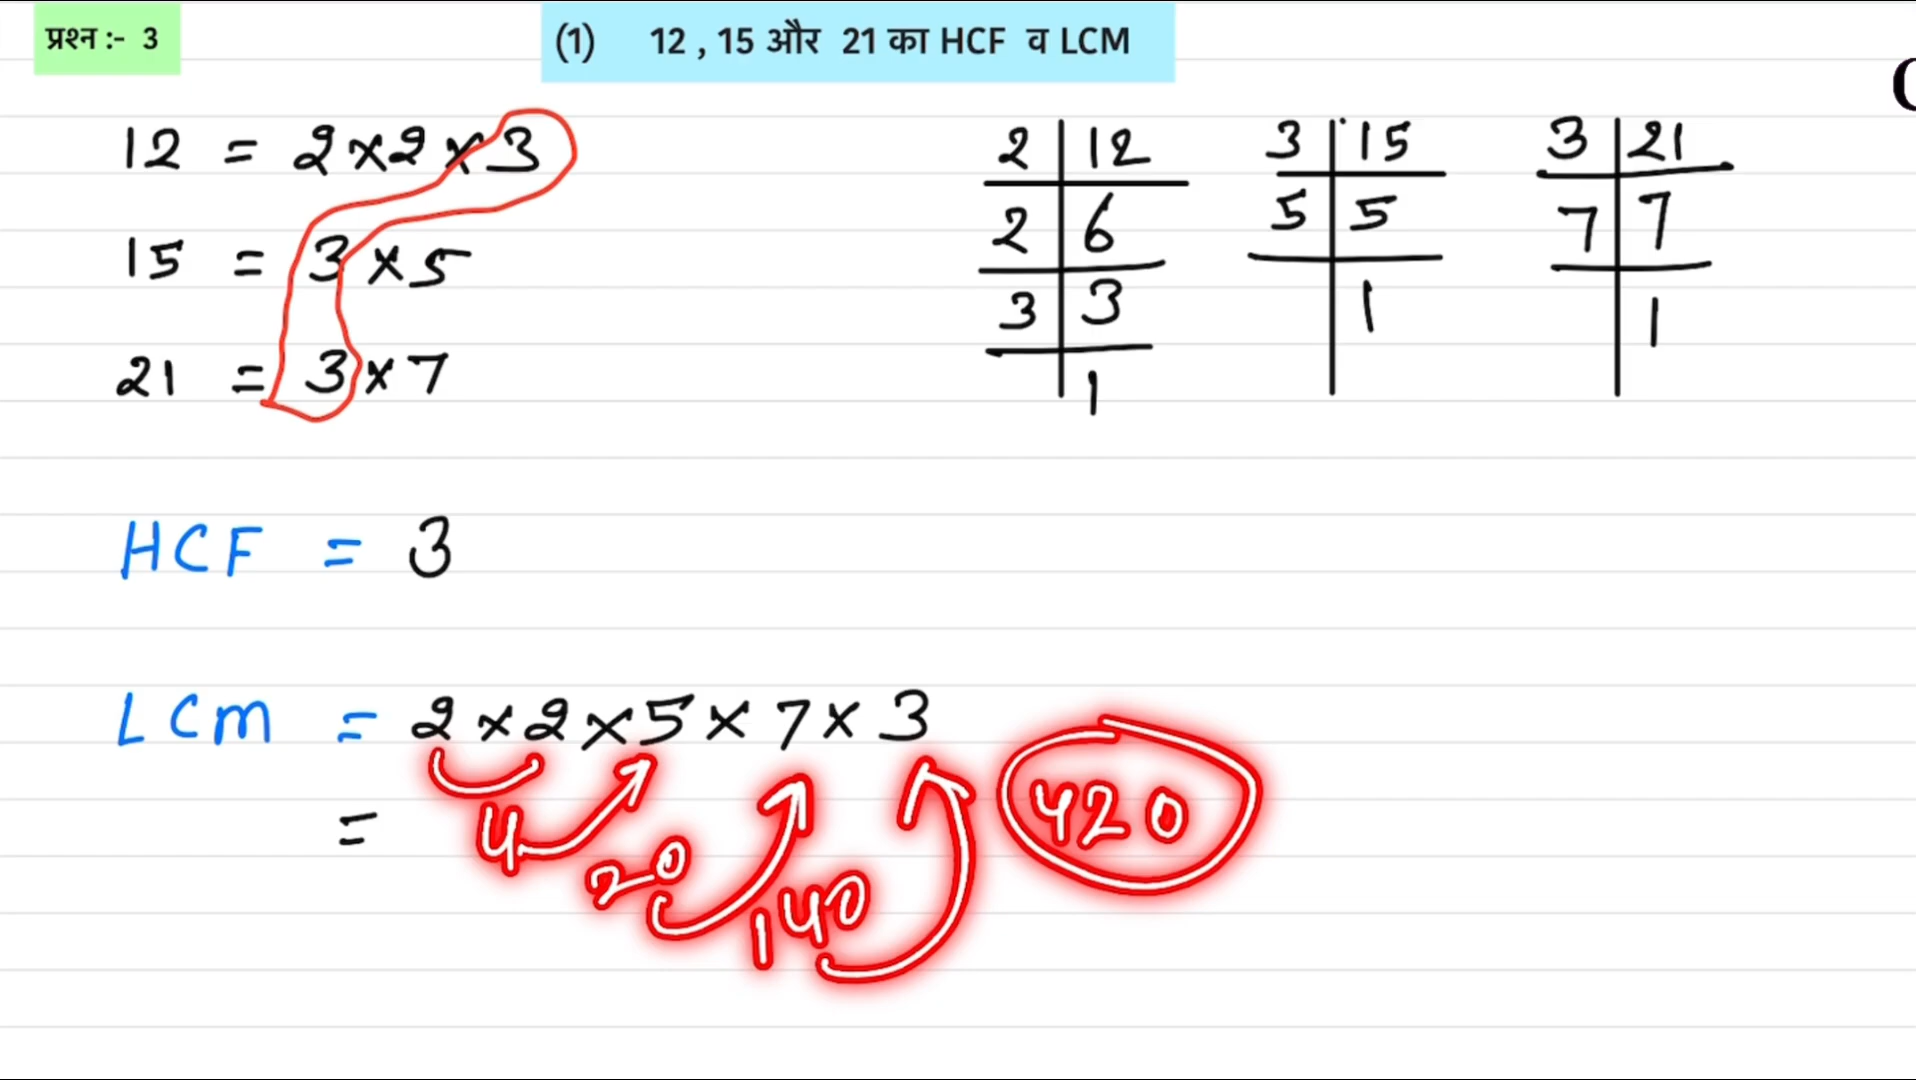 प्रश्न :- 3
(1) 12 , 15 और 21 का HCF व LCM
12 = 2×2×3
15 = 3×5
21 = 3×7
2 | 12
2 | 6
3 | 3
1
3 | 15
5 | 5
1
3 | 21
7 | 7
1
HCF = 3
LCM = 2×2×5×7×3
=
4
20
140
420